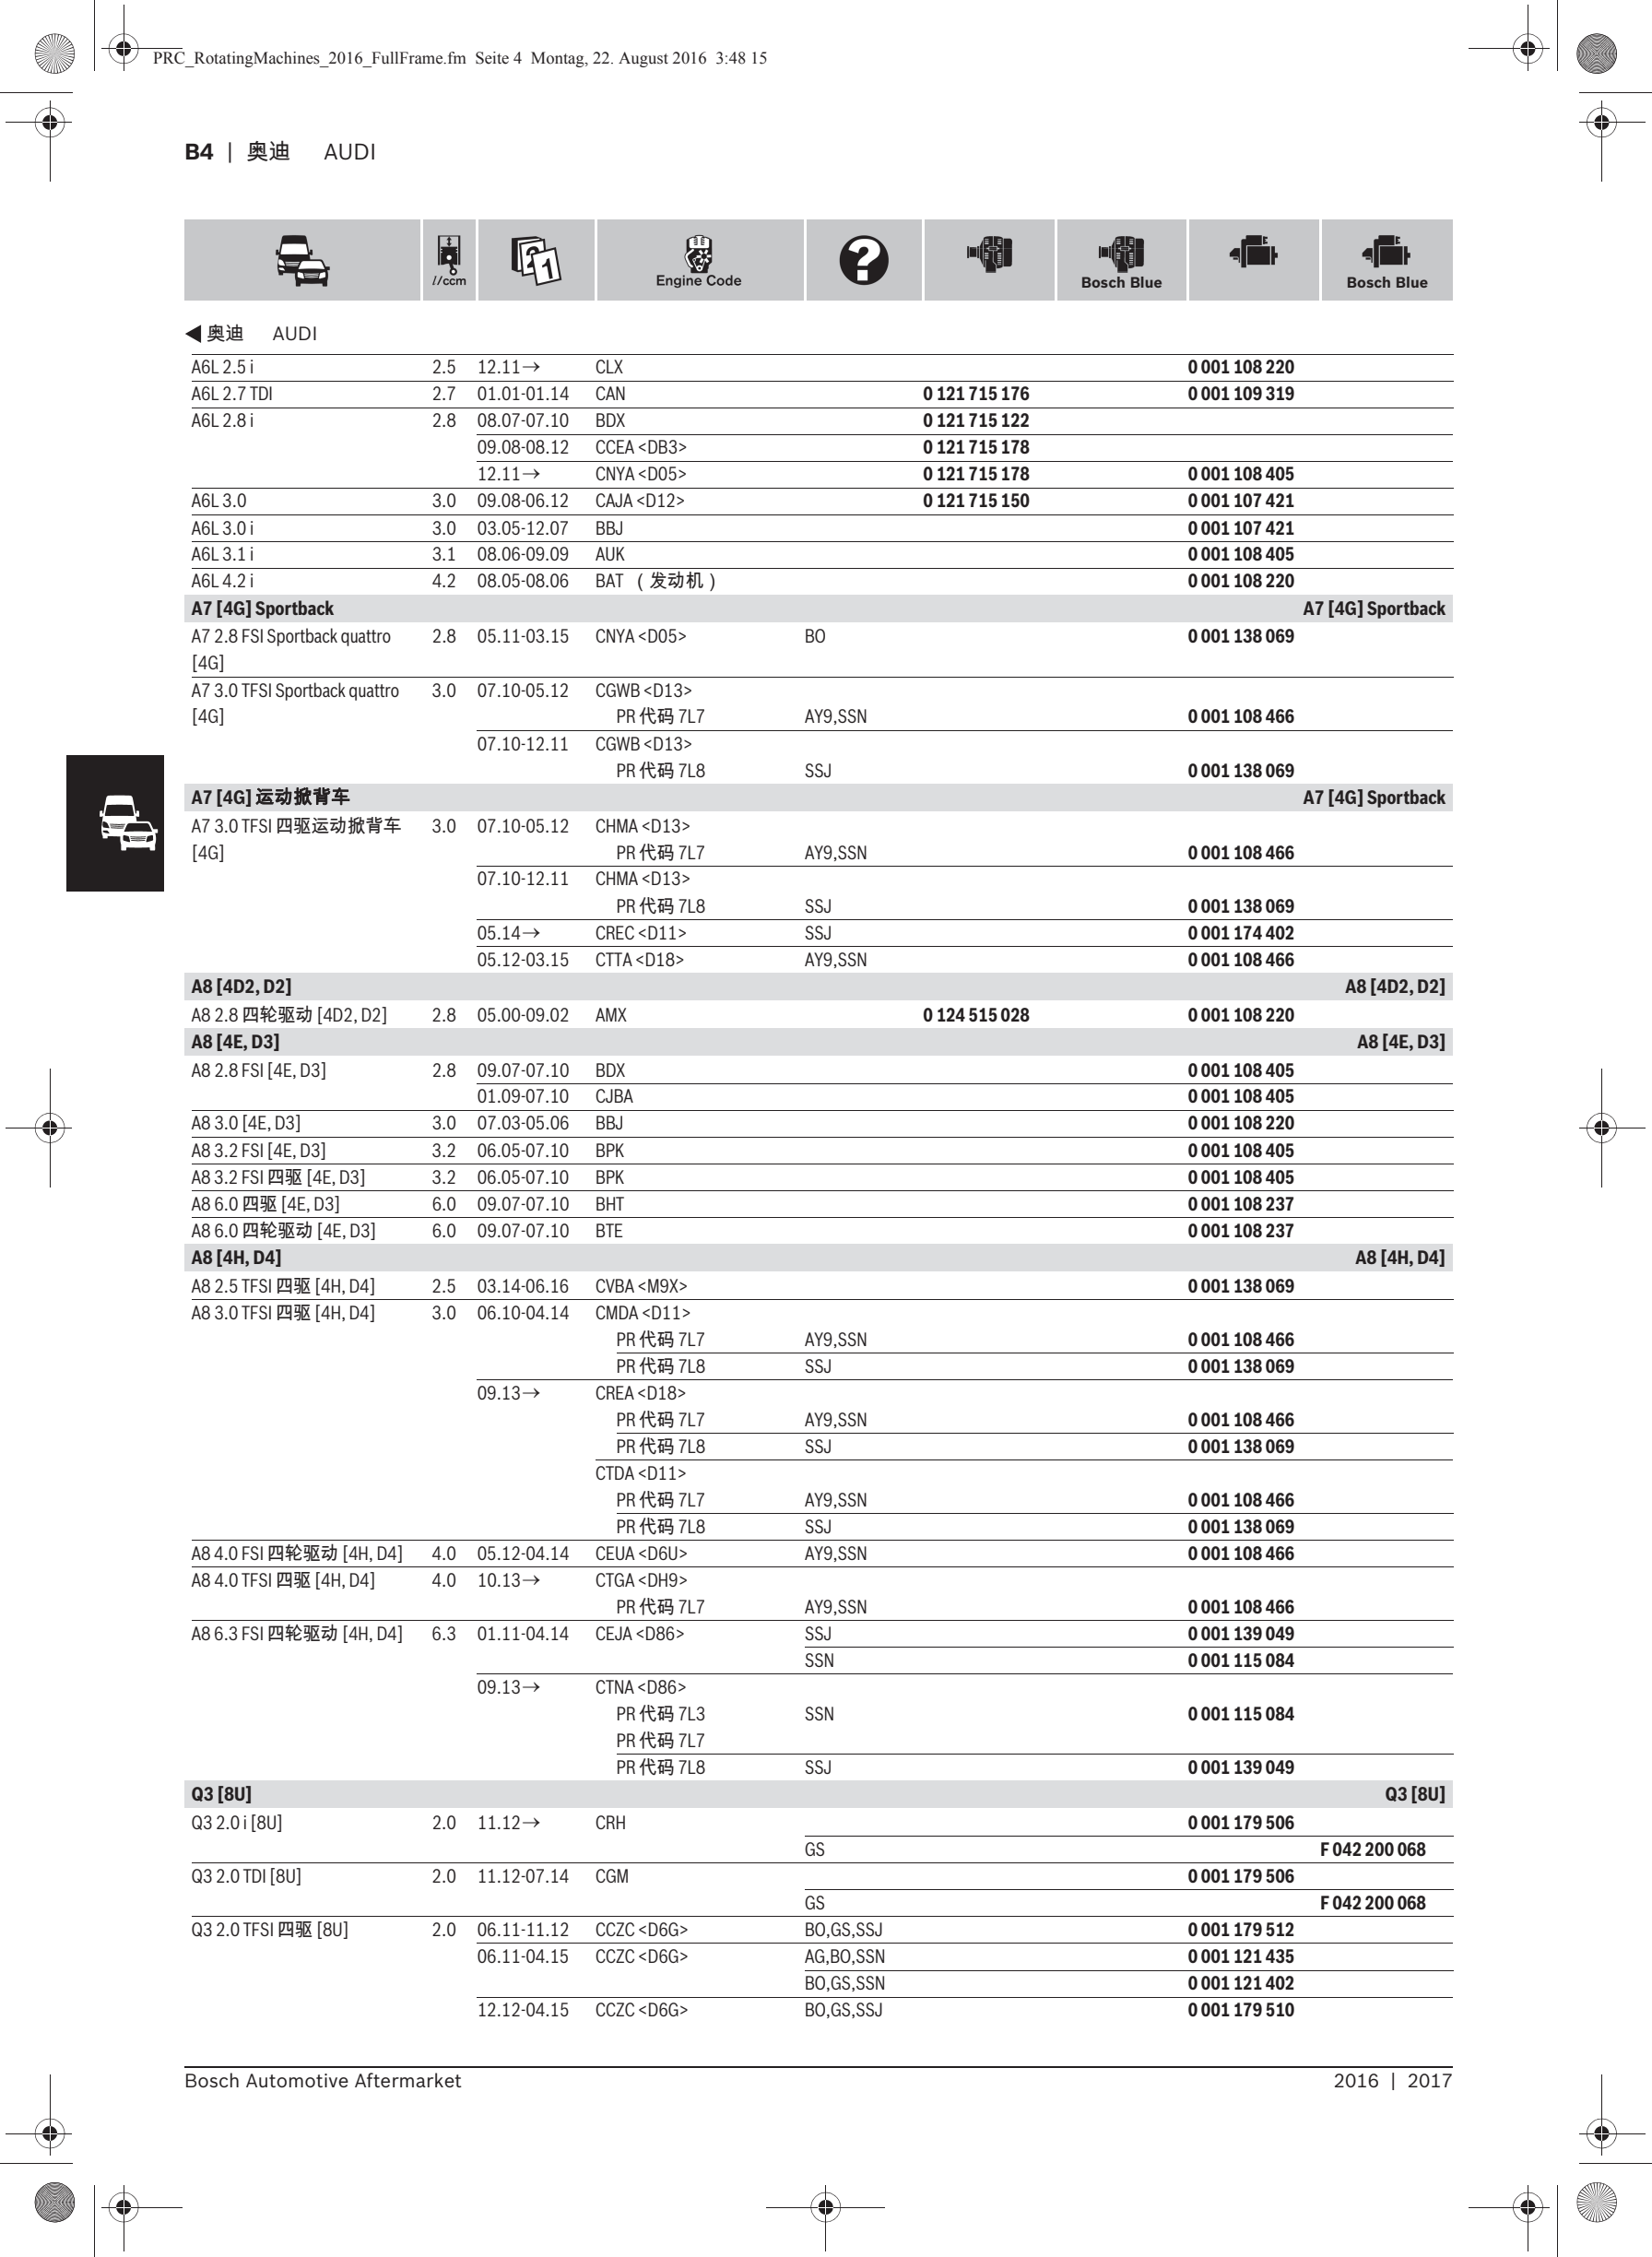 PRC_RotatingMachines_2016_FullFrame.fm Seite 4 Montag, 22. August 2016 3:48 15
B4 | 奥迪 AUDI
l/ccm 2 1 Engine Code ? Bosch Blue Bosch Blue
奥迪 AUDI
A6L 2.5 i 2.5 12.11→ CLX 0 001 108 220
A6L 2.7 TDI 2.7 01.01-01.14 CAN 0 121 715 176 0 001 109 319
A6L 2.8 i 2.8 08.07-07.10 BDX 0 121 715 122
09.08-08.12 CCEA <DB3> 0 121 715 178
12.11→ CNYA <D05> 0 121 715 178 0 001 108 405
A6L 3.0 3.0 09.08-06.12 CAJA <D12> 0 121 715 150 0 001 107 421
A6L 3.0 i 3.0 03.05-12.07 BBJ 0 001 107 421
A6L 3.1 i 3.1 08.06-09.09 AUK 0 001 108 405
A6L 4.2 i 4.2 08.05-08.06 BAT （发动机） 0 001 108 220
A7 [4G] Sportback A7 [4G] Sportback
A7 2.8 FSI Sportback quattro 2.8 05.11-03.15 CNYA <D05> BO 0 001 138 069
[4G]
A7 3.0 TFSI Sportback quattro 3.0 07.10-05.12 CGWB <D13>
[4G] PR 代码 7L7 AY9,SSN 0 001 108 466
07.10-12.11 CGWB <D13>
PR 代码 7L8 SSJ 0 001 138 069
A7 [4G] 运动掀背车 A7 [4G] Sportback
A7 3.0 TFSI 四驱运动掀背车 3.0 07.10-05.12 CHMA <D13>
[4G] PR 代码 7L7 AY9,SSN 0 001 108 466
07.10-12.11 CHMA <D13>
PR 代码 7L8 SSJ 0 001 138 069
05.14→ CREC <D11> SSJ 0 001 174 402
05.12-03.15 CTTA <D18> AY9,SSN 0 001 108 466
A8 [4D2, D2] A8 [4D2, D2]
A8 2.8 四轮驱动 [4D2, D2] 2.8 05.00-09.02 AMX 0 124 515 028 0 001 108 220
A8 [4E, D3] A8 [4E, D3]
A8 2.8 FSI [4E, D3] 2.8 09.07-07.10 BDX 0 001 108 405
01.09-07.10 CJBA 0 001 108 405
A8 3.0 [4E, D3] 3.0 07.03-05.06 BBJ 0 001 108 220
A8 3.2 FSI [4E, D3] 3.2 06.05-07.10 BPK 0 001 108 405
A8 3.2 FSI 四驱 [4E, D3] 3.2 06.05-07.10 BPK 0 001 108 405
A8 6.0 四驱 [4E, D3] 6.0 09.07-07.10 BHT 0 001 108 237
A8 6.0 四轮驱动 [4E, D3] 6.0 09.07-07.10 BTE 0 001 108 237
A8 [4H, D4] A8 [4H, D4]
A8 2.5 TFSI 四驱 [4H, D4] 2.5 03.14-06.16 CVBA <M9X> 0 001 138 069
A8 3.0 TFSI 四驱 [4H, D4] 3.0 06.10-04.14 CMDA <D11>
PR 代码 7L7 AY9,SSN 0 001 108 466
PR 代码 7L8 SSJ 0 001 138 069
09.13→ CREA <D18>
PR 代码 7L7 AY9,SSN 0 001 108 466
PR 代码 7L8 SSJ 0 001 138 069
CTDA <D11>
PR 代码 7L7 AY9,SSN 0 001 108 466
PR 代码 7L8 SSJ 0 001 138 069
A8 4.0 FSI 四轮驱动 [4H, D4] 4.0 05.12-04.14 CEUA <D6U> AY9,SSN 0 001 108 466
A8 4.0 TFSI 四驱 [4H, D4] 4.0 10.13→ CTGA <DH9>
PR 代码 7L7 AY9,SSN 0 001 108 466
A8 6.3 FSI 四轮驱动 [4H, D4] 6.3 01.11-04.14 CEJA <D86> SSJ 0 001 139 049
SSN 0 001 115 084
09.13→ CTNA <D86>
PR 代码 7L3 SSN 0 001 115 084
PR 代码 7L7
PR 代码 7L8 SSJ 0 001 139 049
Q3 [8U] Q3 [8U]
Q3 2.0 i [8U] 2.0 11.12→ CRH 0 001 179 506
GS F 042 200 068
Q3 2.0 TDI [8U] 2.0 11.12-07.14 CGM 0 001 179 506
GS F 042 200 068
Q3 2.0 TFSI 四驱 [8U] 2.0 06.11-11.12 CCZC <D6G> BO,GS,SSJ 0 001 179 512
06.11-04.15 CCZC <D6G> AG,BO,SSN 0 001 121 435
BO,GS,SSN 0 001 121 402
12.12-04.15 CCZC <D6G> BO,GS,SSJ 0 001 179 510
Bosch Automotive Aftermarket 2016 | 2017